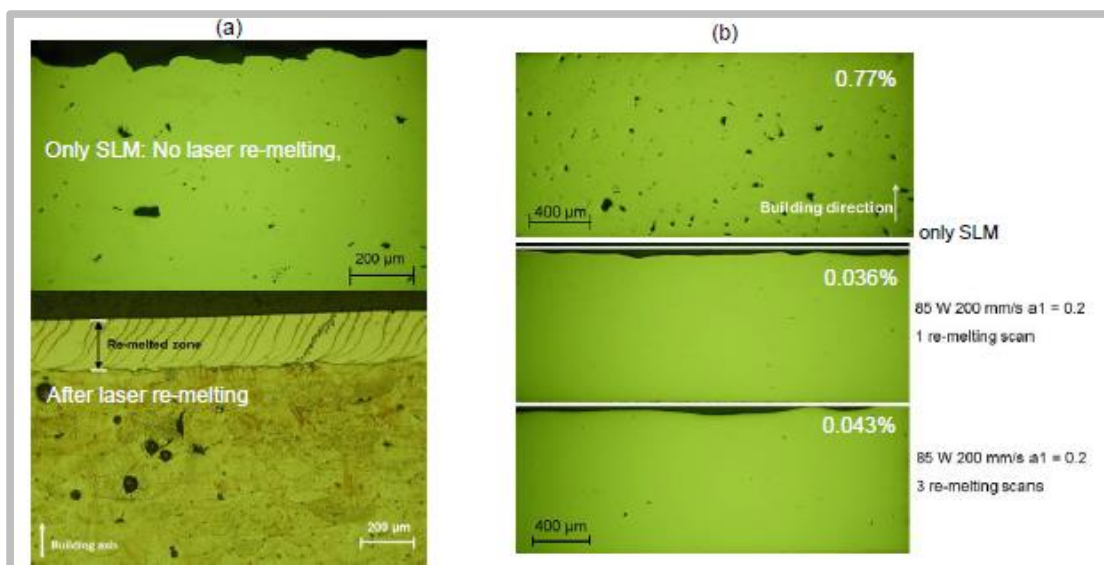 (a)
Only SLM: No laser re-melting,
200 µm
Re-melted zone
After laser re-melting
Building axis
200 µm
(b)
0.77%
400 µm
Building direction
only SLM
0.036%
85 W 200 mm/s a1 = 0.2
1 re-melting scan
0.043%
85 W 200 mm/s a1 = 0.2
3 re-melting scans
400 µm